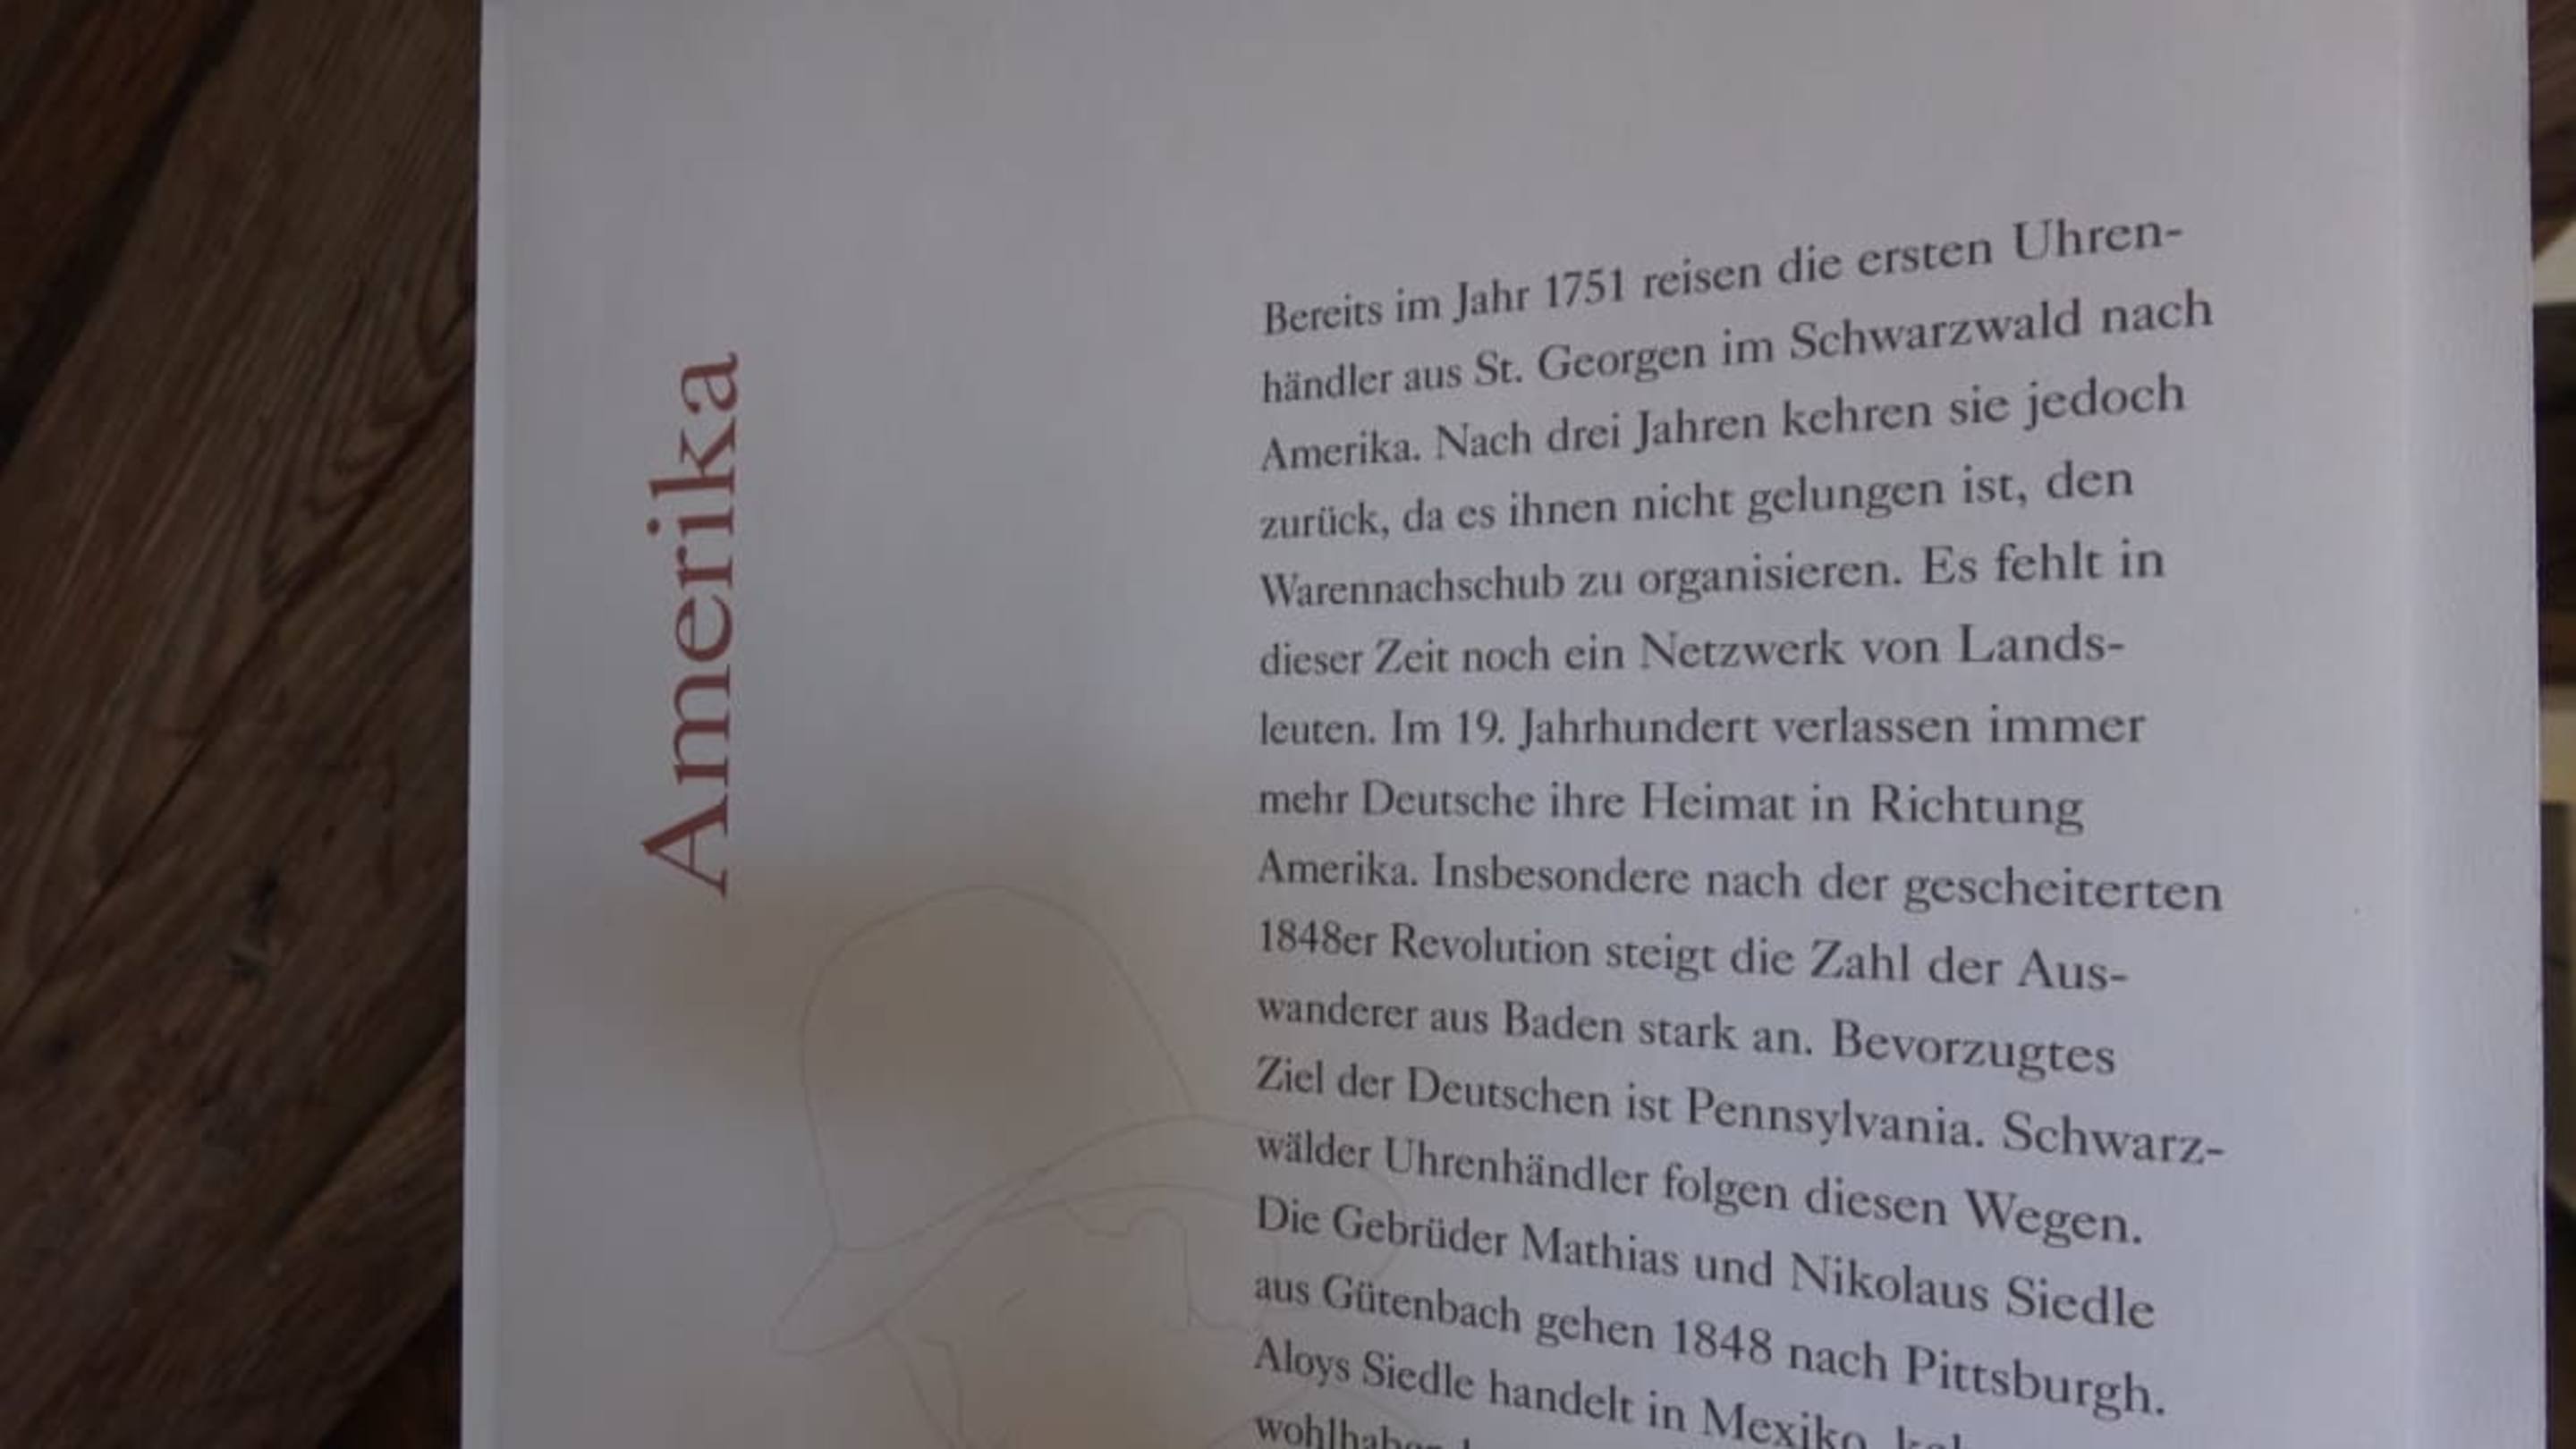 Amerika
Bereits im Jahr 1751 reisen die ersten Uhren-
händler aus St. Georgen im Schwarzwald nach
Amerika. Nach drei Jahren kehren sie jedoch
zurück, da es ihnen nicht gelungen ist, den
Warennachschub zu organisieren. Es fehlt in
dieser Zeit noch ein Netzwerk von Lands-
leuten. Im 19. Jahrhundert verlassen immer
mehr Deutsche ihre Heimat in Richtung
Amerika. Insbesondere nach der gescheiterten
1848er Revolution steigt die Zahl der Aus-
wanderer aus Baden stark an. Bevorzugtes
Ziel der Deutschen ist Pennsylvania. Schwarz-
wälder Uhrenhändler folgen diesen Wegen.
Die Gebrüder Mathias und Nikolaus Siedle
aus Gütenbach gehen 1848 nach Pittsburgh.
Aloys Siedle handelt in Mexiko,